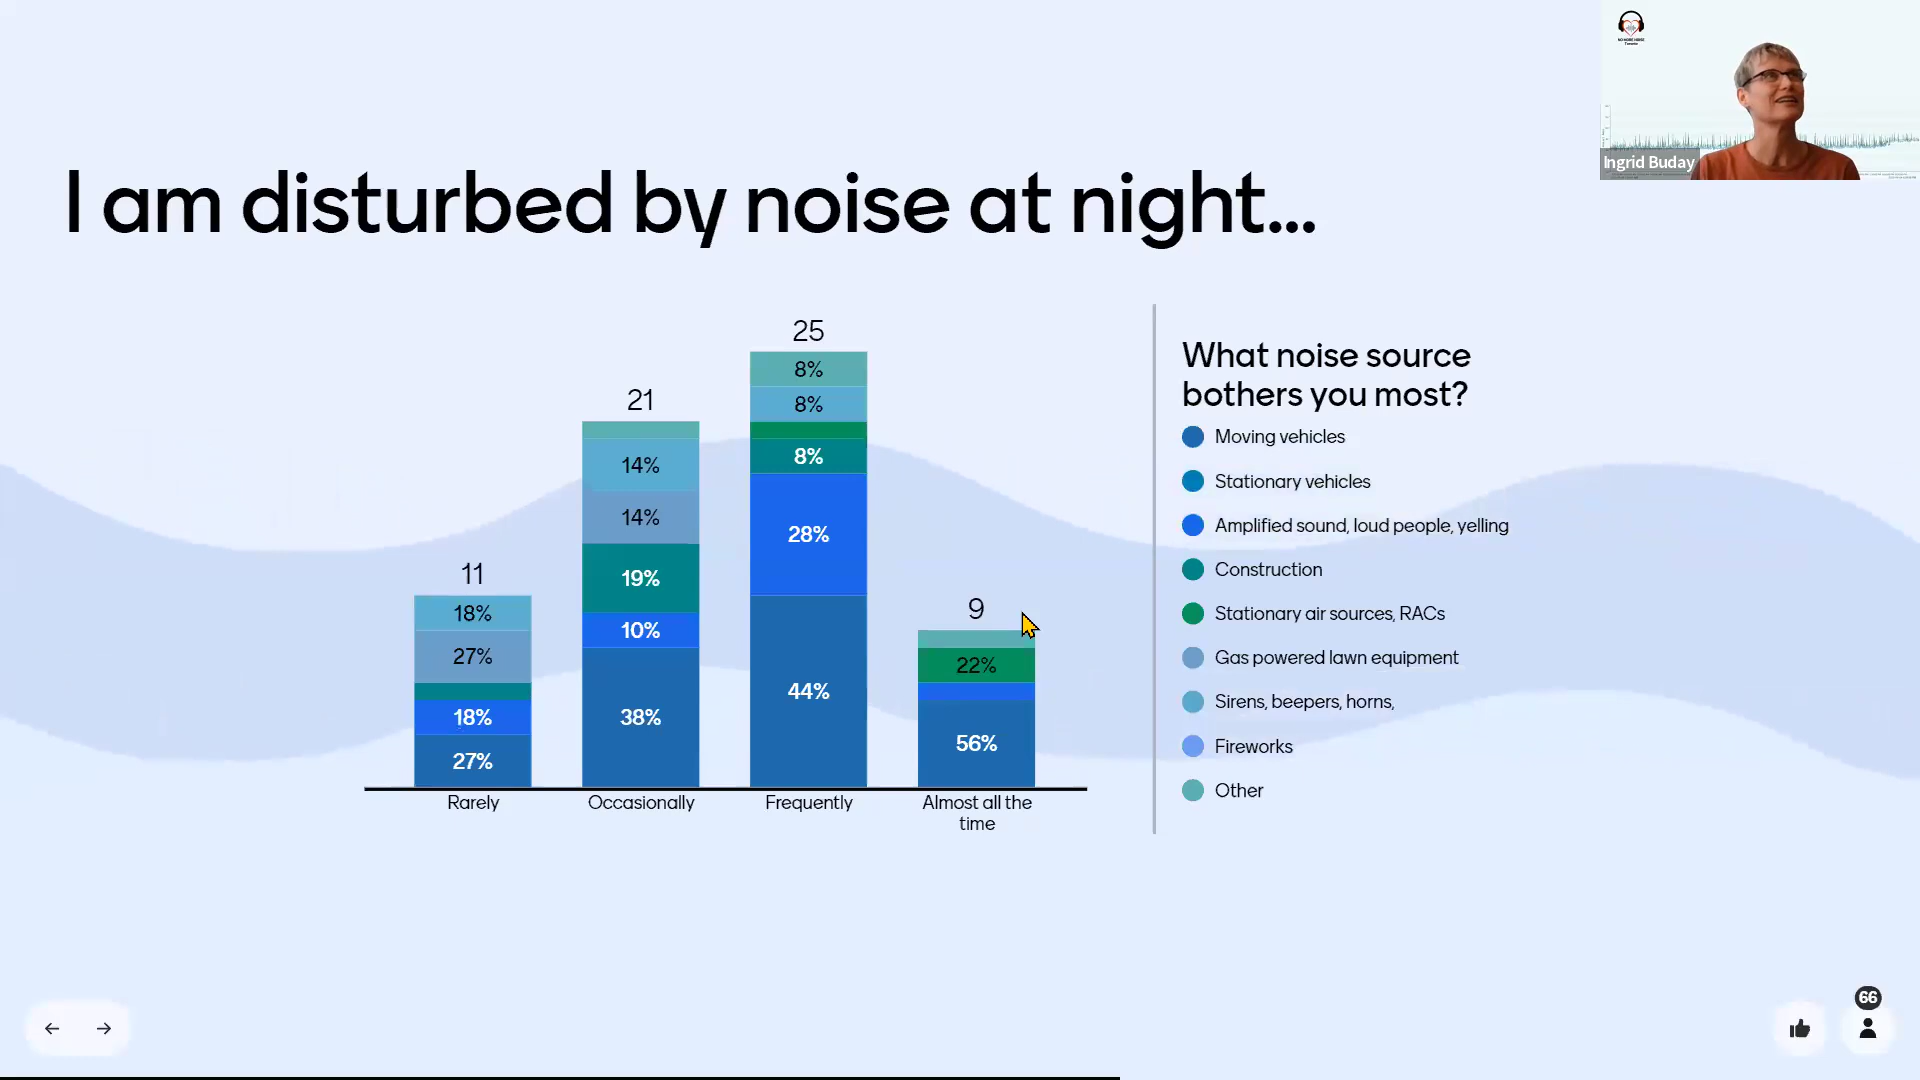 Ingrid Buday
I am disturbed by noise at night...
11
18%
27%
18%
27%
Rarely
21
14%
14%
19%
10%
38%
Occasionally
25
8%
8%
8%
28%
44%
Frequently
9
22%
56%
Almost all the
time
What noise source
bothers you most?
Moving vehicles
Stationary vehicles
Amplified sound, loud people, yelling
Construction
Stationary air sources, RACs
Gas powered lawn equipment
Sirens, beepers, horns,
Fireworks
Other
66